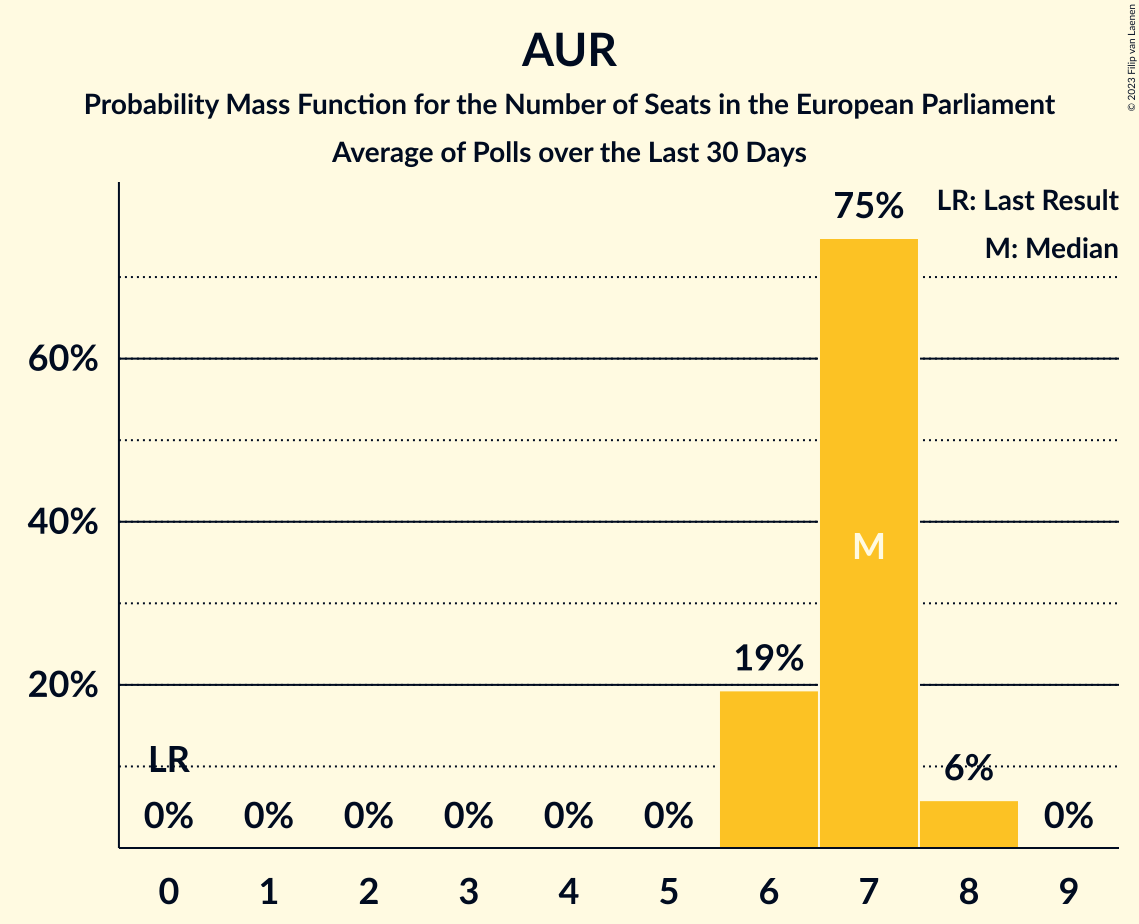 AUR
Probability Mass Function for the Number of Seats in the European Parliament
Average of Polls over the Last 30 Days
© 2023 Filip van Laenen
LR: Last Result
M: Median
75%
60%
40%
M
19%
20%
LR
6%
0% 0% 0% 0% 0% 0% 0%
0 1 2 3 4 5 6 7 8 9